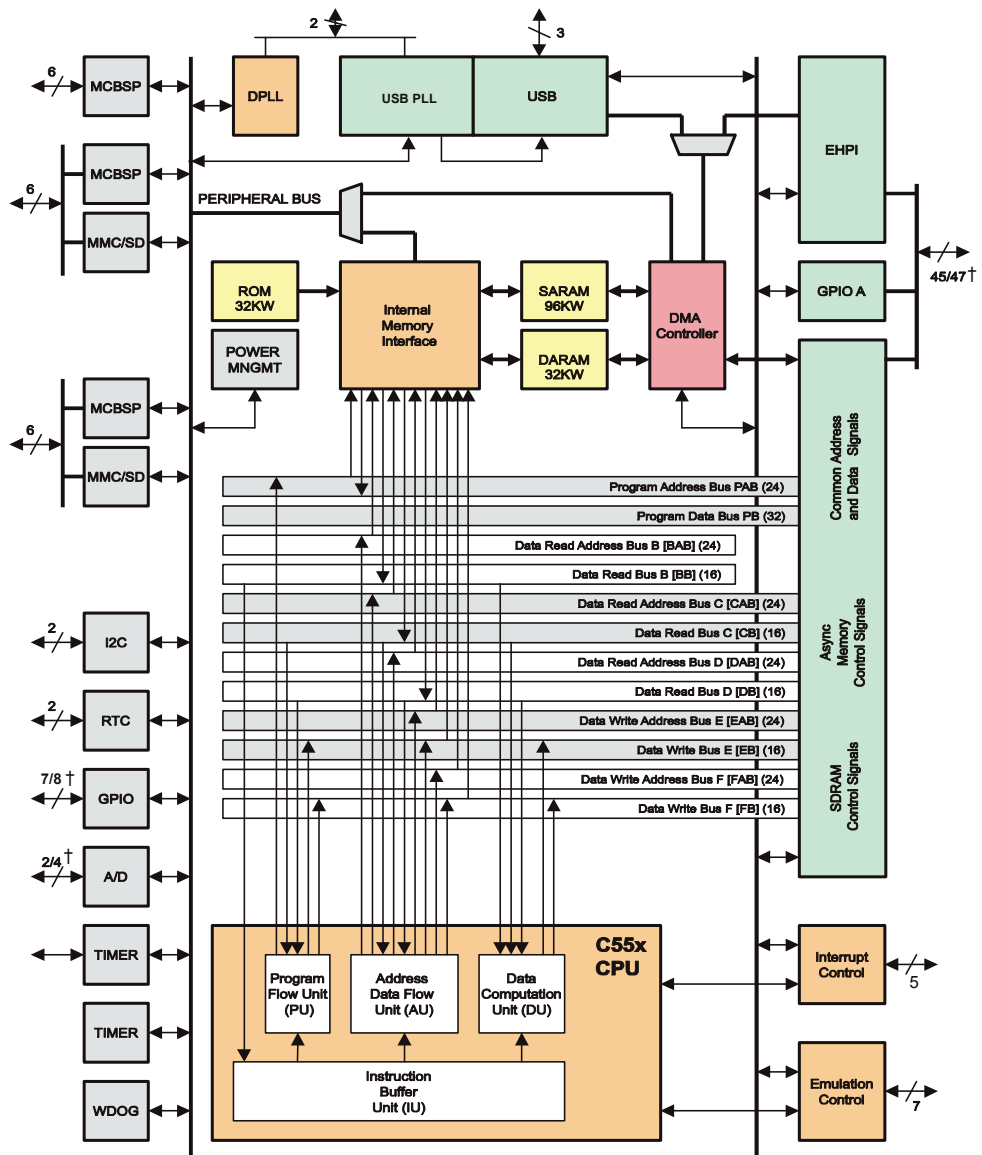 2
3
6
MCBSP
DPLL
USB PLL
USB
EHPI
6
MCBSP
MMC/SD
PERIPHERAL BUS
45/47†
ROM
32KW
Internal
Memory
Interface
SARAM
96KW
DMA
Controller
GPIO A
POWER
MNGMT
DARAM
32KW
6
MCBSP
MMC/SD
Common Address
and Data Signals
Program Address Bus PAB (24)
Program Data Bus PB (32)
Data Read Address Bus B [BAB] (24)
Data Read Bus B [BB] (16)
Data Read Address Bus C [CAB] (24)
Data Read Bus C [CB] (16)
Data Read Address Bus D [DAB] (24)
Data Read Bus D [DB] (16)
Data Write Address Bus E [EAB] (24)
Data Write Bus E [EB] (16)
Data Write Address Bus F [FAB] (24)
Data Write Bus F [FB] (16)
Async
Memory
Control Signals
SDRAM
Control Signals
2
I2C
2
RTC
7/8†
GPIO
2/4†
A/D
TIMER
TIMER
WDOG
C55x
CPU
Program
Flow Unit
(PU)
Address
Data Flow
Unit (AU)
Data
Computation
Unit (DU)
Instruction
Buffer
Unit (IU)
Interrupt
Control
5
Emulation
Control
7